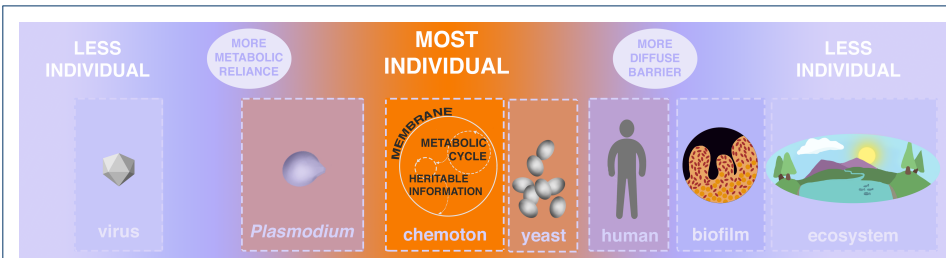 LESS
INDIVIDUAL
MORE
METABOLIC
RELIANCE
MOST
INDIVIDUAL
MORE
DIFFUSE
BARRIER
LESS
INDIVIDUAL
MEMBRANE
METABOLIC
CYCLE
HERITABLE
INFORMATION
virus
Plasmodium
chemoton
yeast
human
biofilm
ecosystem